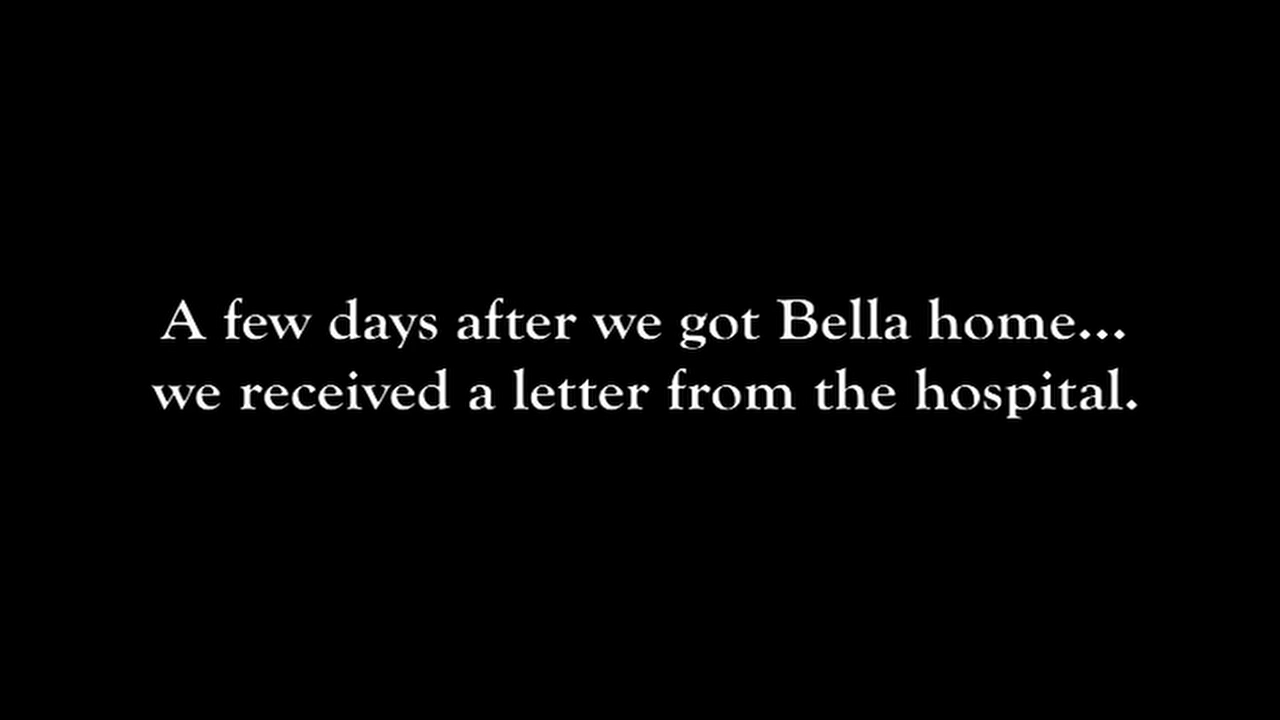 A few days after we got Bella home...
we received a letter from the hospital.